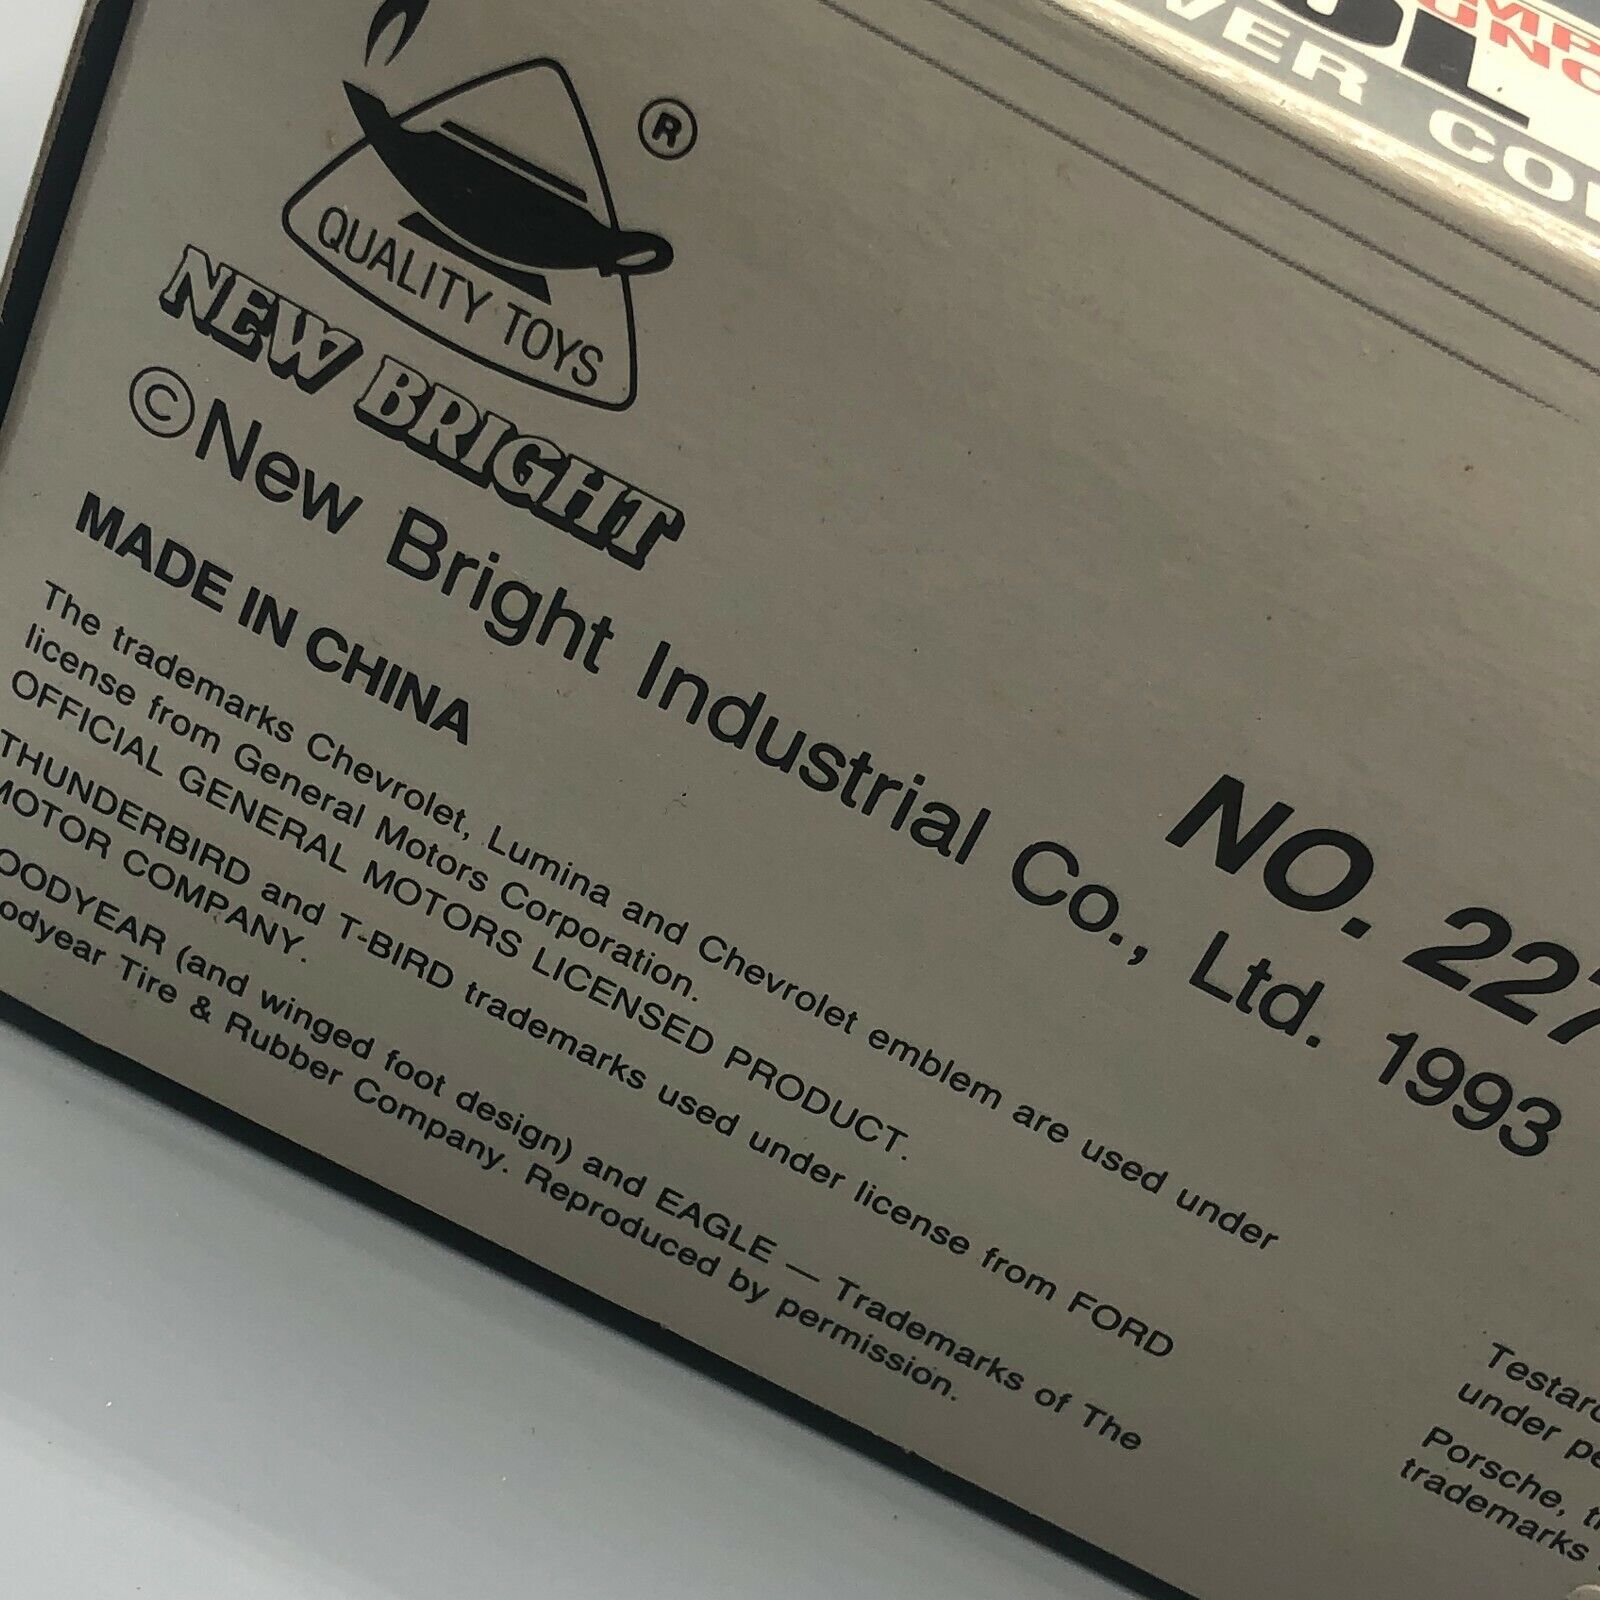 VER
®
QUALITY TOYS
NEW BRIGHT
©New Bright Industrial Co., Ltd. 1993
NO. 227
MADE IN CHINA
The trademarks Chevrolet, Lumina and Chevrolet emblem are used under
license from General Motors Corporation.
OFFICIAL GENERAL MOTORS LICENSED PRODUCT.
THUNDERBIRD and T-BIRD trademarks used under license from FORD
MOTOR COMPANY.
OODYEAR (and winged foot design) and EAGLE — Trademarks of The
odyear Tire & Rubber Company. Reproduced by permission.
under
Porsche,
trademarks